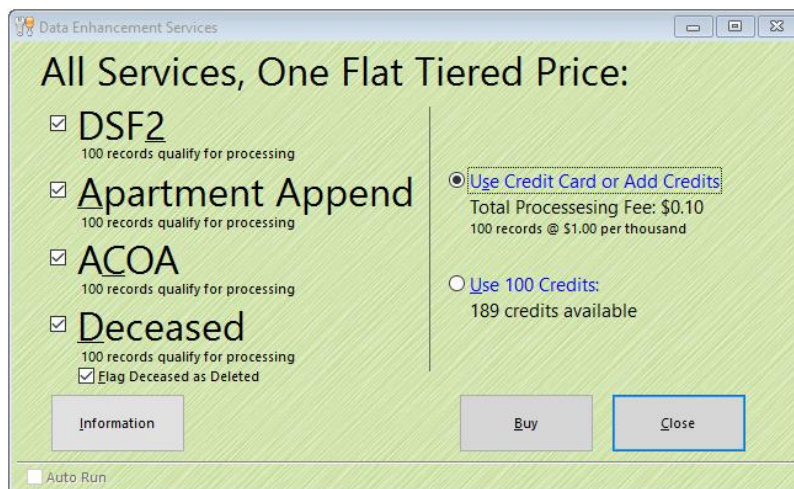 Data Enhancement Services
All Services, One Flat Tiered Price:
DSF2
100 records qualify for processing
Apartment Append
100 records qualify for processing
ACOA
100 records qualify for processing
Deceased
100 records qualify for processing
Flag Deceased as Deleted
Use Credit Card or Add Credits
Total Processesing Fee: $0.10
100 records @ $1.00 per thousand
Use 100 Credits:
189 credits available
Information
Buy
Close
Auto Run